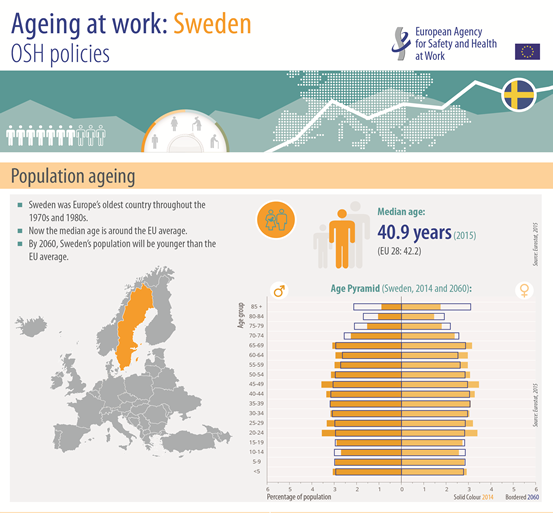 Ageing at work: Sweden
OSH policies
European Agency
for Safety and Health
at Work
Population ageing
Sweden was Europe's oldest country throughout the
1970s and 1980s.
Now the median age is around the EU average.
By 2060, Sweden's population will be younger than the
EU average.
Median age:
40.9 years (2015)
(EU 28: 42.2)
Source: Eurostat, 2015
Age Pyramid (Sweden, 2014 and 2060):
Age group
85 +
80-84
75-79
70-74
65-69
60-64
55-59
50-54
45-49
40-44
35-39
30-34
25-29
20-24
15-19
10-14
5-9
<5
Source: Eurostat, 2015
6 5 4 3 2 1 0 1 2 3 4 5 6
Percentage of population
Solid Colour 2014
Bordered 2060